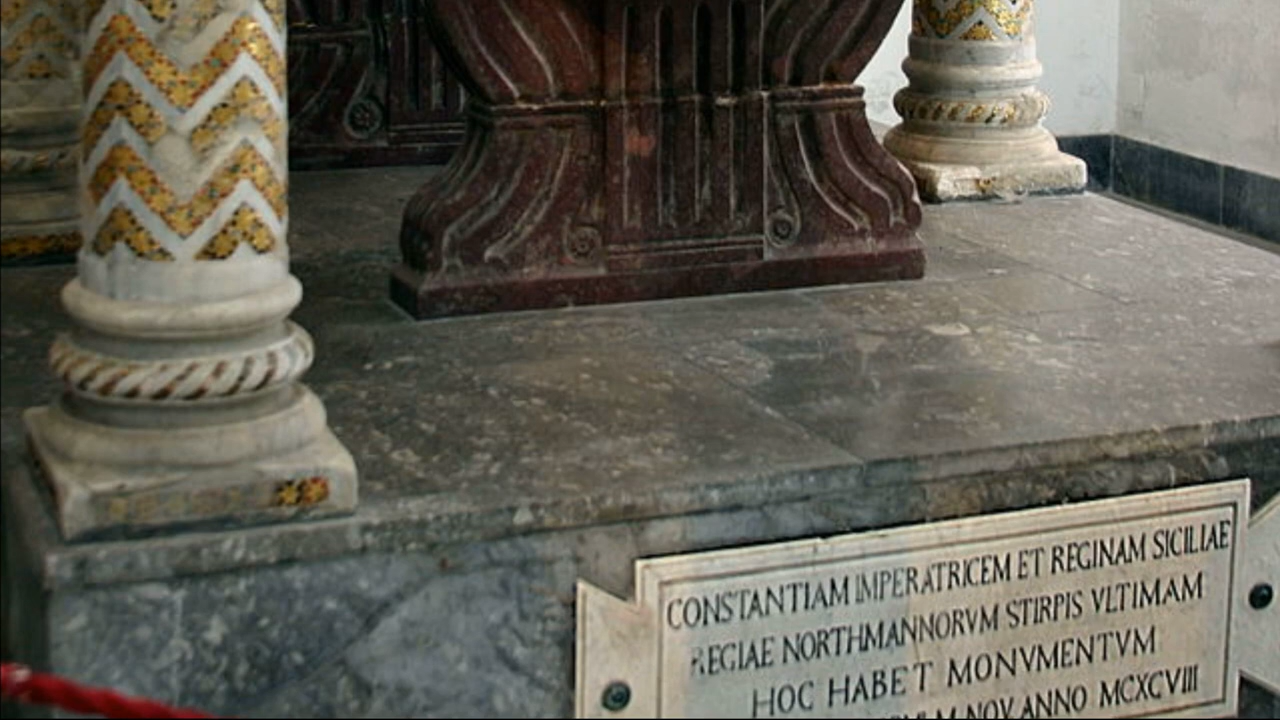 CONSTANTIAM IMPERATRICEM ET REGINAM SICILIAE
REGIAE NORTHMANNORVM STIRPIS VLTIMAM
HOC HABET MONVMENTVM
NOV. ANNO MCXCVIII